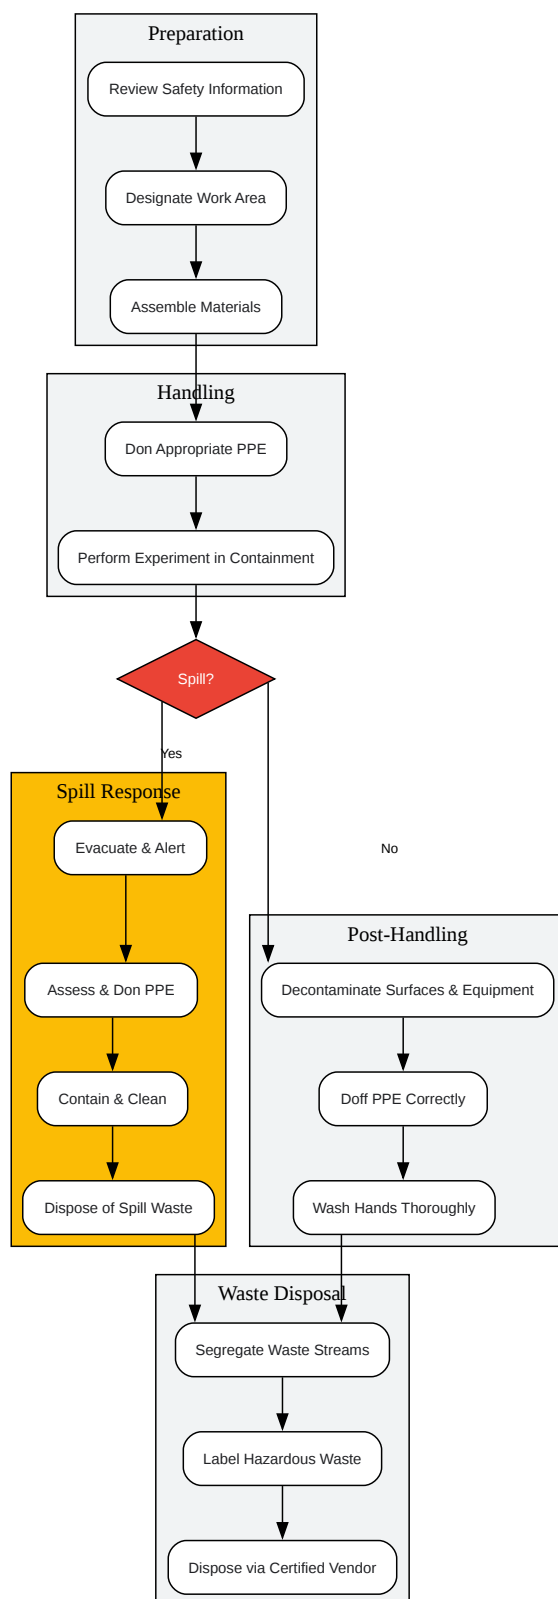 Preparation
Review Safety Information
Designate Work Area
Assemble Materials
Handling
Don Appropriate PPE
Perform Experiment in Containment
Spill?
Yes
Spill Response
Evacuate & Alert
Assess & Don PPE
Contain & Clean
Dispose of Spill Waste
No
Post-Handling
Decontaminate Surfaces & Equipment
Doff PPE Correctly
Wash Hands Thoroughly
Waste Disposal
Segregate Waste Streams
Label Hazardous Waste
Dispose via Certified Vendor